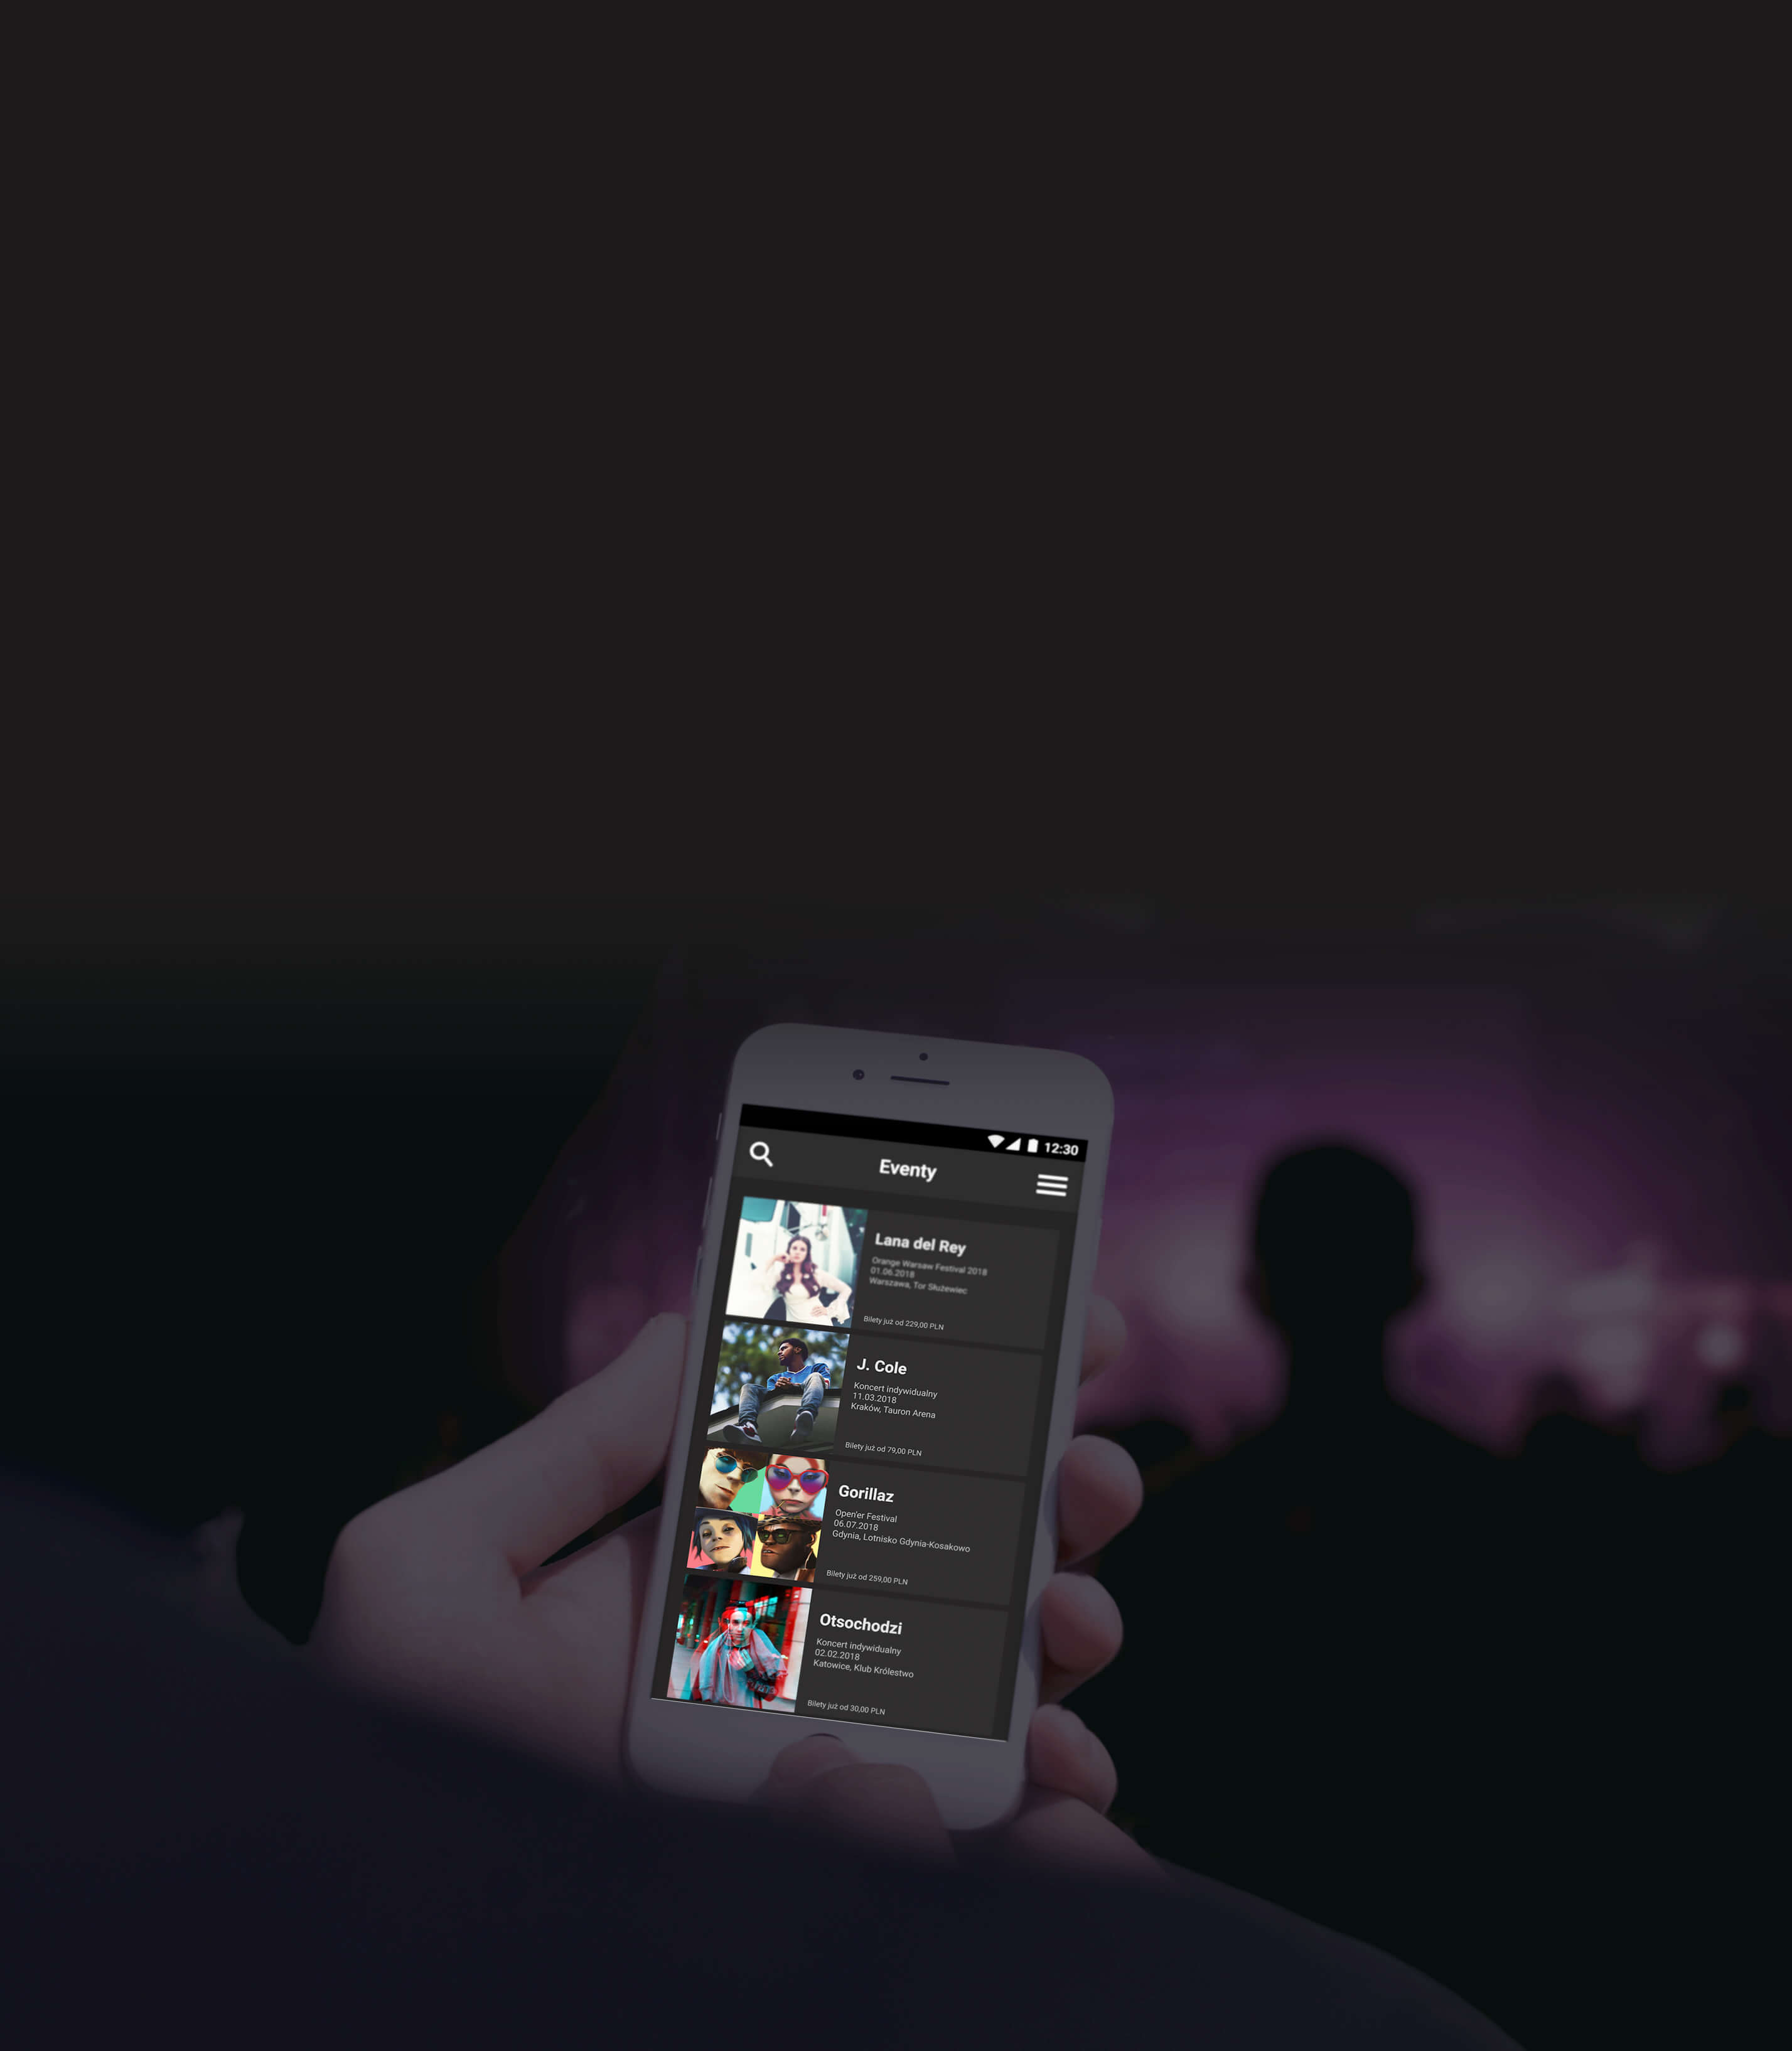 12:30
Eventy
Lana del Rey
Orange Warsaw Festival 2018
01.06.2018
Warszawa, Tor Służewiec
Bilety już od 229,00 PLN
J. Cole
Koncert indywidualny
11.03.2018
Kraków, Tauron Arena
Bilety już od 79,00 PLN
Gorillaz
Open'er Festival
06.07.2018
Gdynia, Lotnisko Gdynia-Kosakowo
Bilety już od 259,00 PLN
Otsochodzi
Koncert indywidualny
02.02.2018
Katowice, Klub Królestwo
Bilety już od 30,00 PLN